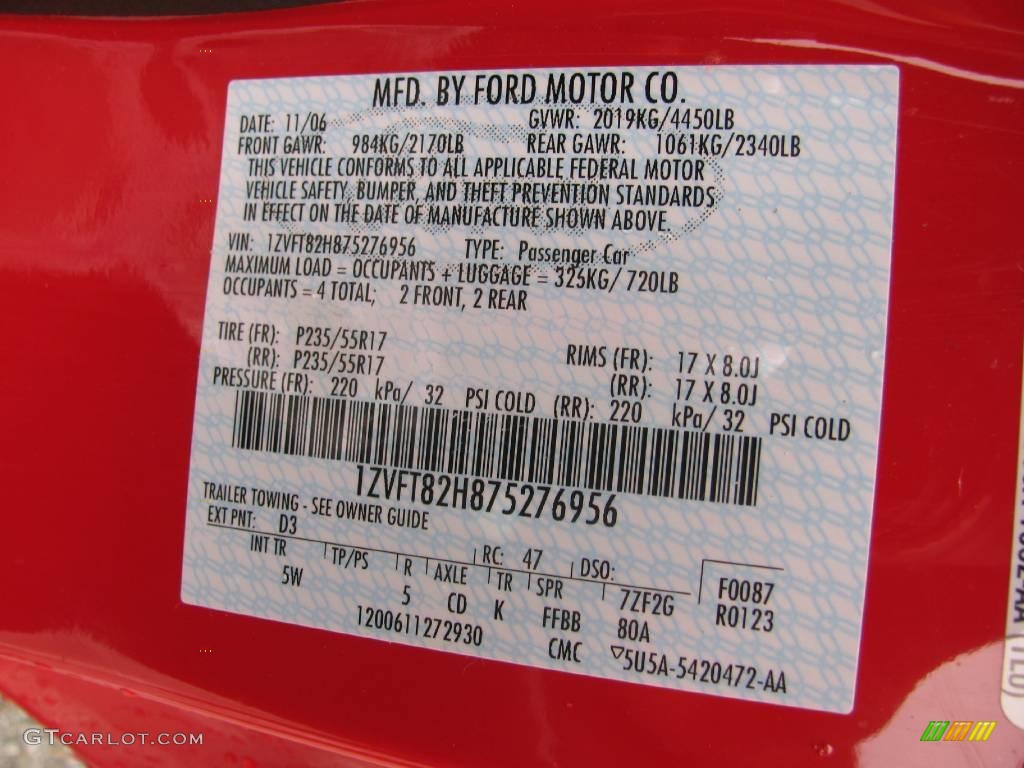 MFD. BY FORD MOTOR CO.
DATE: 11/06 GVWR: 2019KG/4450LB
FRONT GAWR: 984KG/2170LB REAR GAWR: 1061KG/2340LB
THIS VEHICLE CONFORMS TO ALL APPLICABLE FEDERAL MOTOR
VEHICLE SAFETY, BUMPER, AND THEFT PREVENTION STANDARDS
IN EFFECT ON THE DATE OF MANUFACTURE SHOWN ABOVE.
VIN: 1ZVFT82H875276956 TYPE: Passenger Car
MAXIMUM LOAD = OCCUPANTS + LUGGAGE = 326KG/ 720LB
OCCUPANTS = 4 TOTAL; 2 FRONT, 2 REAR
TIRE (FR): P235/55R17 RIMS (FR): 17 X 8.0J
(RR): P235/55R17 (RR): 17 X 8.0J
PRESSURE (FR): 220 kPa/ 32 PSI COLD (RR): 220 kPa/ 32 PSI COLD
1ZVFT82H875276956
TRAILER TOWING - SEE OWNER GUIDE
EXT PNT: D3 RC: 47 DSO: F0087
INT TR TP/PS R AXLE TR SPR 7ZF2G R0123
5W 5 CD K FFBB 80A
1200611272930 CMC 5U5A-5420472-AA
GTCARLOT.COM